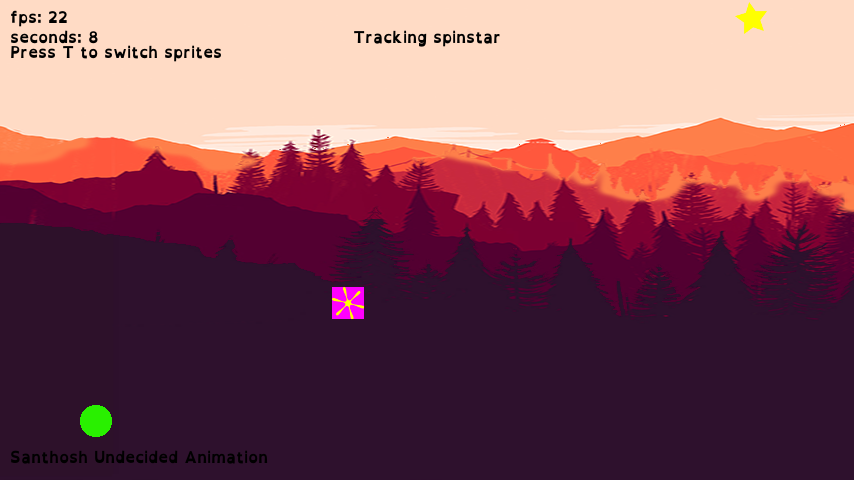 fps: 22
seconds: 8
Press T to switch sprites
Tracking spinstar
Santhosh Undecided Animation